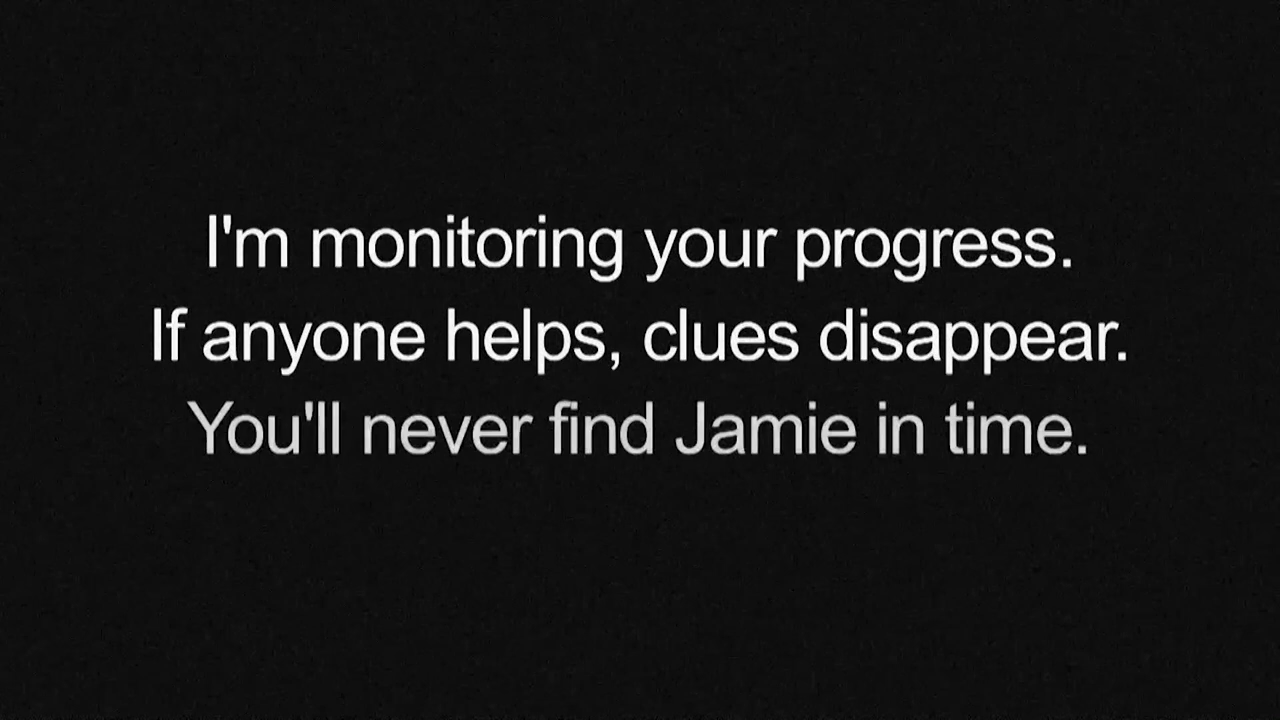 I'm monitoring your progress.
If anyone helps, clues disappear.
You'll never find Jamie in time.